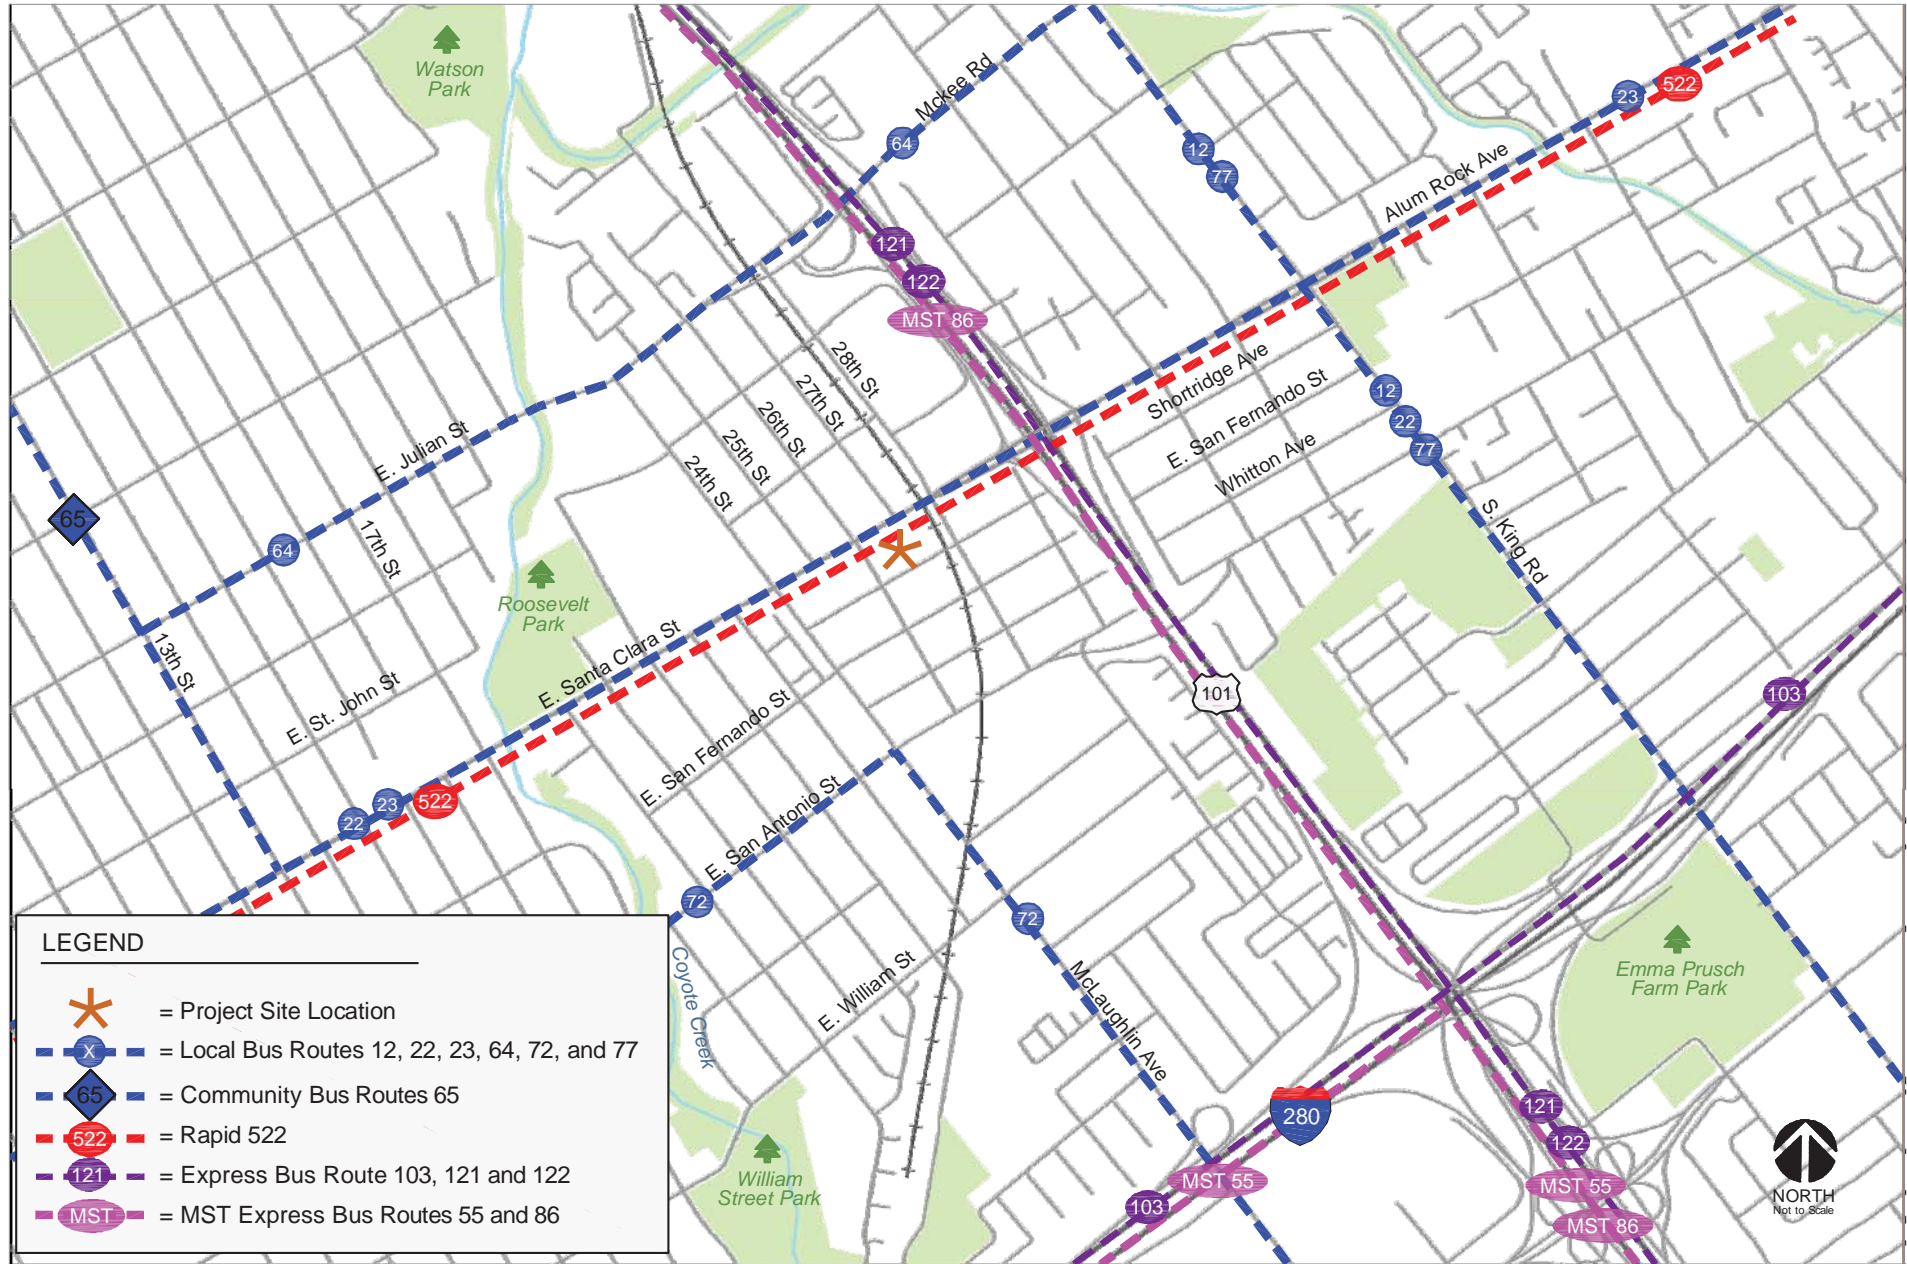 Watson
Park
Mckee Rd
64
12
77
23
522
Alum Rock Ave
121
122
MST 86
28th St
27th St
26th St
25th St
24th St
Shortridge Ave
E. San Fernando St
Whitton Ave
12
22
77
S. King Rd
E. Julian St
65
64
17th St
13th St
Roosevelt
Park
E. Santa Clara St
E. St. John St
22
23
522
E. San Fernando St
E. San Antonio St
72
72
101
103
Coyote Creek
E. William St
McLaughlin Ave
Emma Prusch
Farm Park
280
121
122
MST 55
MST 86
MST 55
103
William
Street Park
NORTH
Not to Scale
LEGEND
= Project Site Location
X = Local Bus Routes 12, 22, 23, 64, 72, and 77
65 = Community Bus Routes 65
522 = Rapid 522
121 = Express Bus Route 103, 121 and 122
MST = MST Express Bus Routes 55 and 86